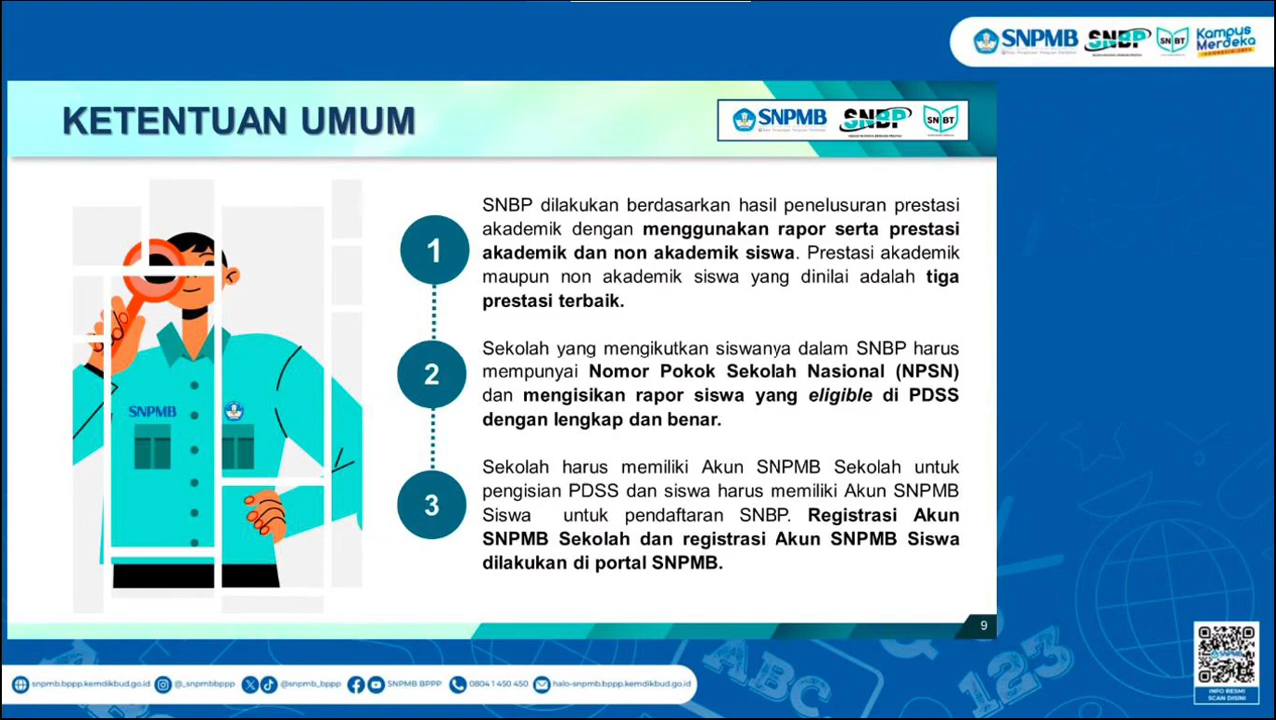 SNPMB
SNBP
SNBT
Kampus
Merdeka
KETENTUAN UMUM
SNPMB
SNBP
SNBT
1
SNBP dilakukan berdasarkan hasil penelusuran prestasi
akademik dengan menggunakan rapor serta prestasi
akademik dan non akademik siswa. Prestasi akademik
maupun non akademik siswa yang dinilai adalah tiga
prestasi terbaik.
2
Sekolah yang mengikutkan siswanya dalam SNBP harus
mempunyai Nomor Pokok Sekolah Nasional (NPSN)
dan mengisikan rapor siswa yang eligible di PDSS
dengan lengkap dan benar.
3
Sekolah harus memiliki Akun SNPMB Sekolah untuk
pengisian PDSS dan siswa harus memiliki Akun SNPMB
Siswa untuk pendaftaran SNBP. Registrasi Akun
SNPMB Sekolah dan registrasi Akun SNPMB Siswa
dilakukan di portal SNPMB.
SNPMB
9
ABC
123
snpmb.bppp.kemdikbud.go.id @_snpmbbppp @snpmb_bppp SNPMB BPPP 0804 1 450 450 halo-snpmb.bppp.kemdikbud.go.id
INFO RESMI
SCAN DISINI